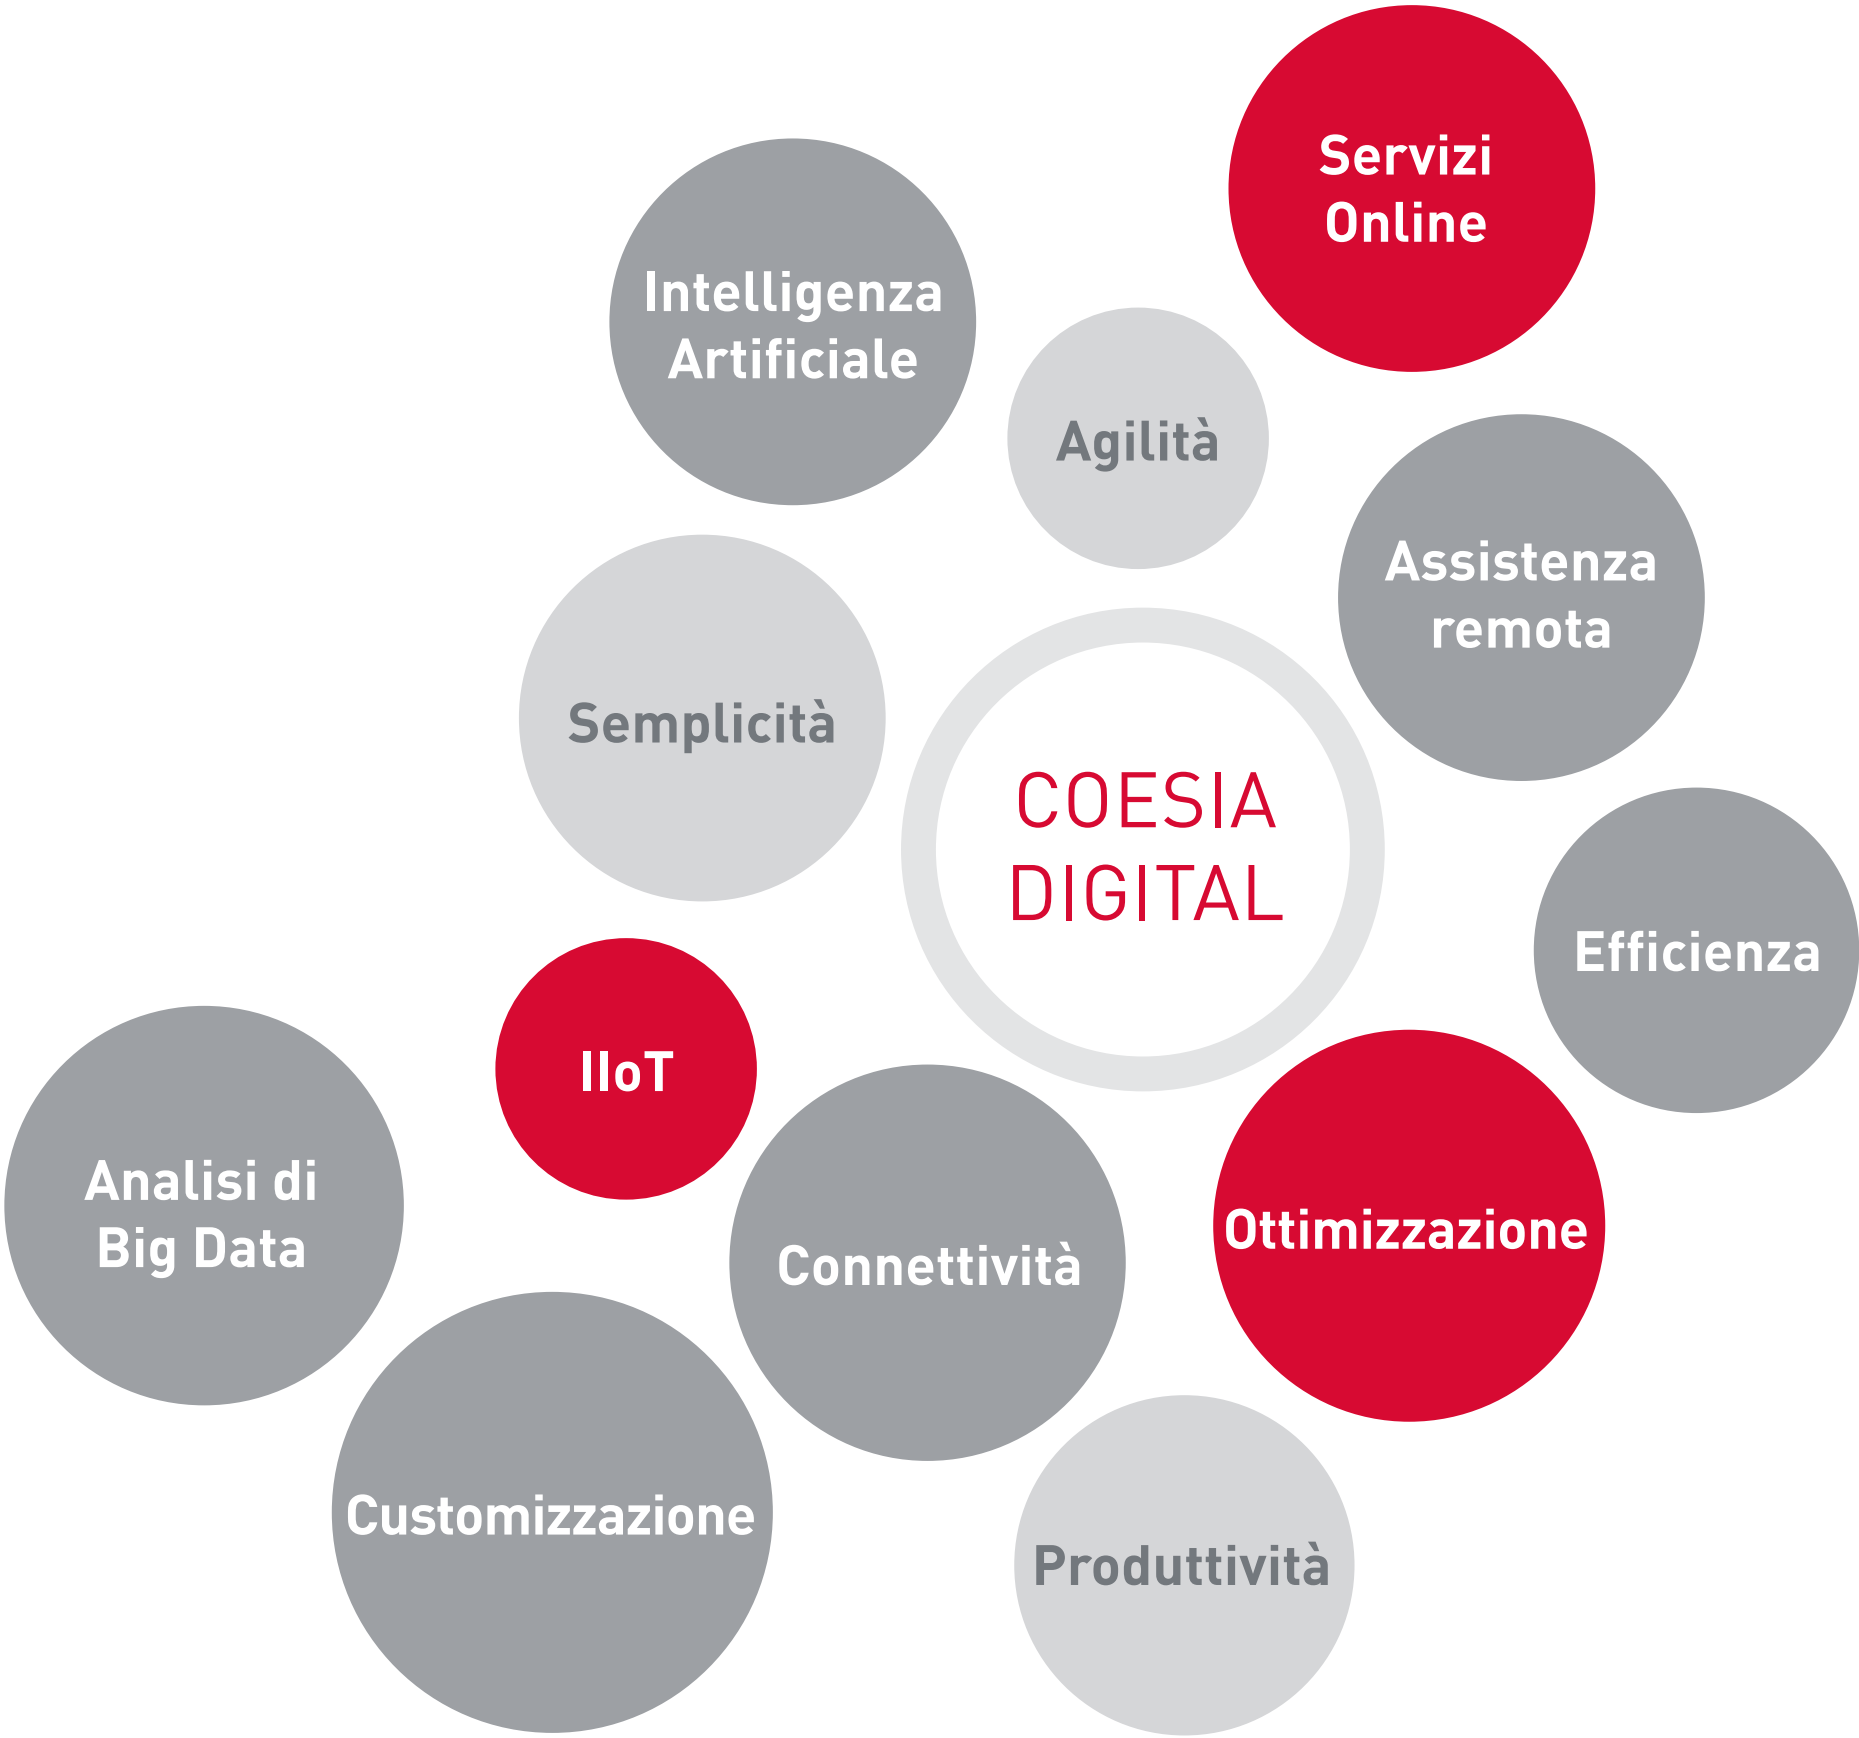 Servizi
Online
Intelligenza
Artificiale
Agilità
Assistenza
remota
Semplicità
COESIA
DIGITAL
Efficienza
IIoT
Analisi di
Big Data
Connettività
Ottimizzazione
Customizzazione
Produttività